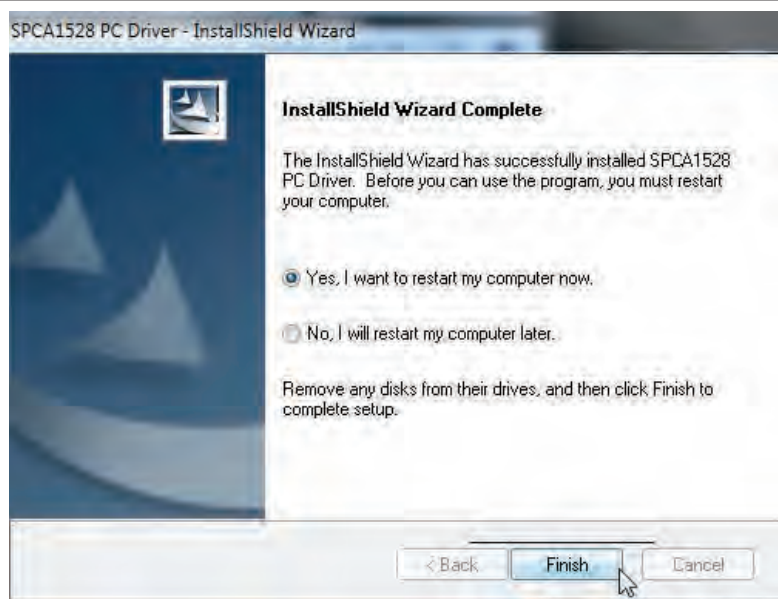 SPCA1528 PC Driver - InstallShield Wizard
InstallShield Wizard Complete
The InstallShield Wizard has successfully installed SPCA1528
PC Driver. Before you can use the program, you must restart
your computer.
Yes, I want to restart my computer now.
No, I will restart my computer later.
Remove any disks from their drives, and then click Finish to
complete setup.
< Back Finish Cancel